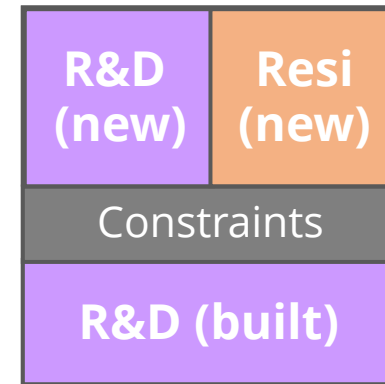 R&D
(new)
Resi
(new)
Constraints
R&D (built)